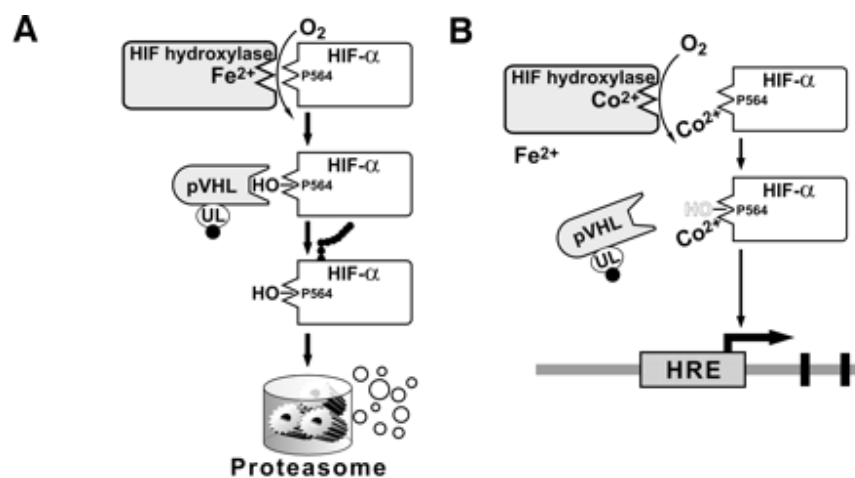 A
O2
HIF hydroxylase
Fe2+
HIF-α
P564
HIF-α
pVHL
HO
P564
UL
HIF-α
HO
P564
Proteasome
B
O2
HIF hydroxylase
Co2+
HIF-α
P564
Co2+
Fe2+
HIF-α
HO
P564
Co2+
pVHL
UL
HRE